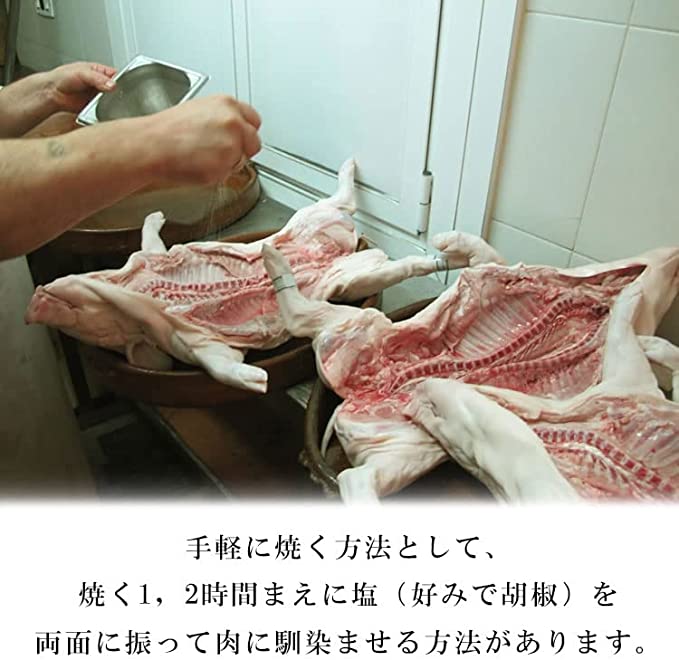 手軽に焼く方法として、
焼く1，2時間まえに塩（好みで胡椒）を
両面に振って肉に馴染ませる方法があります。